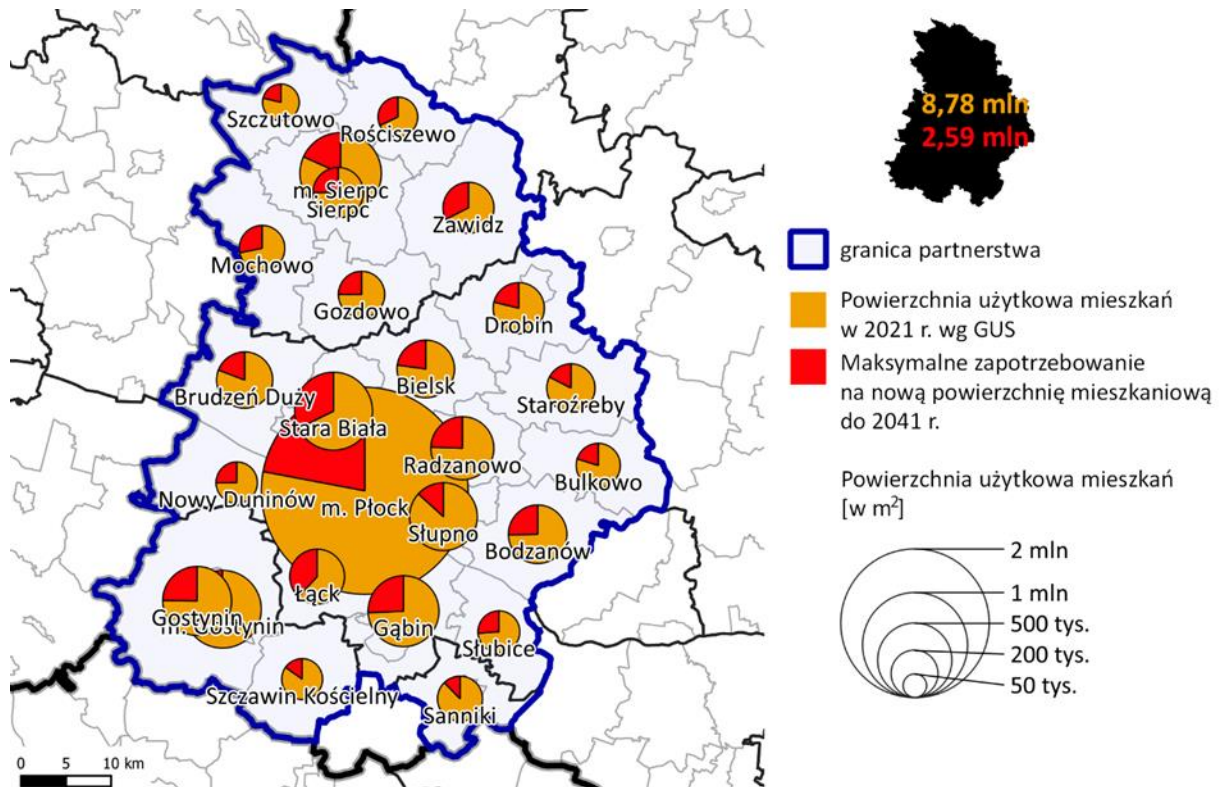 Szczutowo
Rościszewo
m. Sierpc
Sierpc
Zawidz
Mochowo
Gozdowo
Drobin
Bielsk
Brudzeń Duży
Staroźreby
Stara Biała
Radzanowo
Bulkowo
Nowy Duninów
m. Płock
Słupno
Bodzanów
Łąck
Gostynin
m. Gostynin
Gąbin
Słubice
Szczawin Kościelny
Sanniki
0 5 10 km
8,78 mln
2,59 mln
granica partnerstwa
Powierzchnia użytkowa mieszkań
w 2021 r. wg GUS
Maksymalne zapotrzebowanie
na nową powierzchnię mieszkaniową
do 2041 r.
Powierzchnia użytkowa mieszkań
[w m²]
2 mln
1 mln
500 tys.
200 tys.
50 tys.